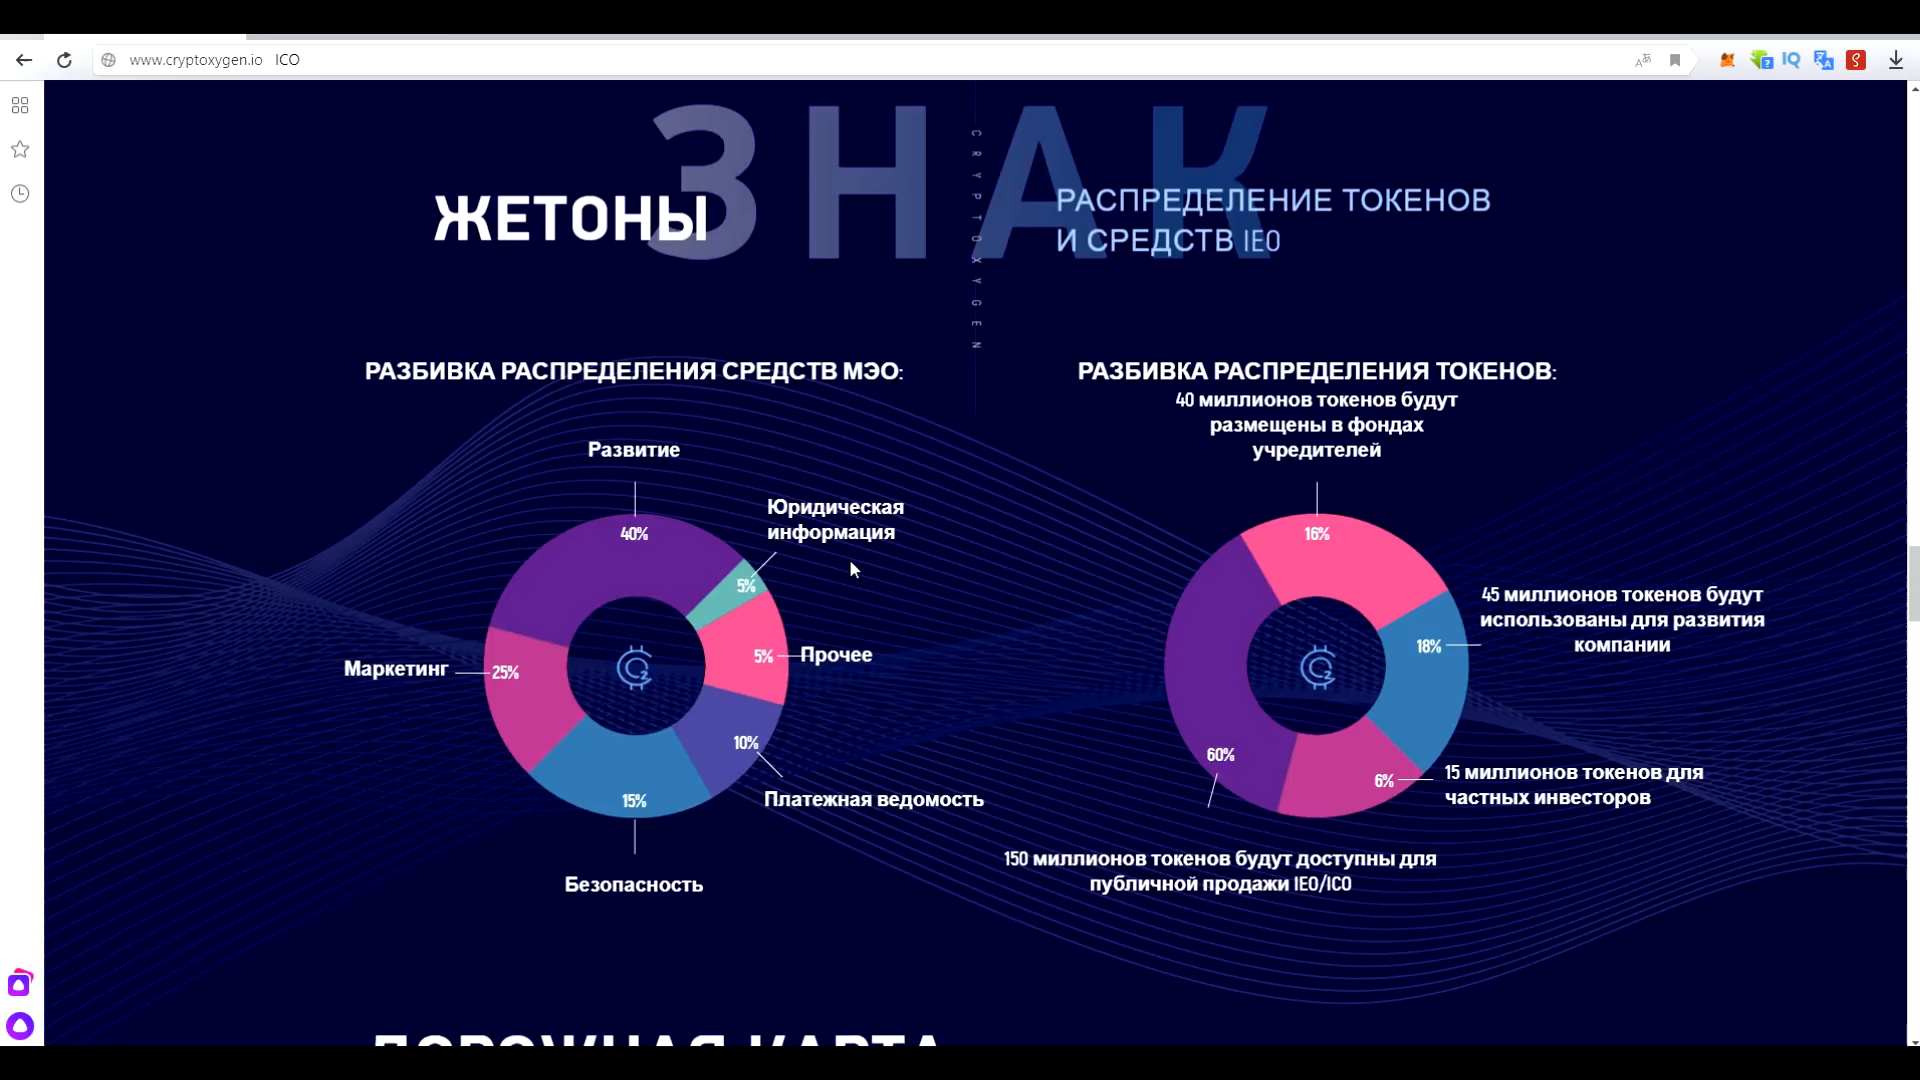 www.cryptoxygen.io ICO
IQ
ЗНАК
ЖЕТОНЫ
CRYPTOXYGEN
РАСПРЕДЕЛЕНИЕ ТОКЕНОВ
И СРЕДСТВ IEO
РАЗБИВКА РАСПРЕДЕЛЕНИЯ СРЕДСТВ МЭО:
Развитие
40%
Юридическая
информация
5%
Прочее
5%
Маркетинг
25%
10%
Платежная ведомость
15%
Безопасность
РАЗБИВКА РАСПРЕДЕЛЕНИЯ ТОКЕНОВ:
40 миллионов токенов будут
размещены в фондах
учредителей
16%
45 миллионов токенов будут
использованы для развития
компании
18%
60%
6%
15 миллионов токенов для
частных инвесторов
150 миллионов токенов будут доступны для
публичной продажи IEO/ICO
ДОРОЖНАЯ КАРТА